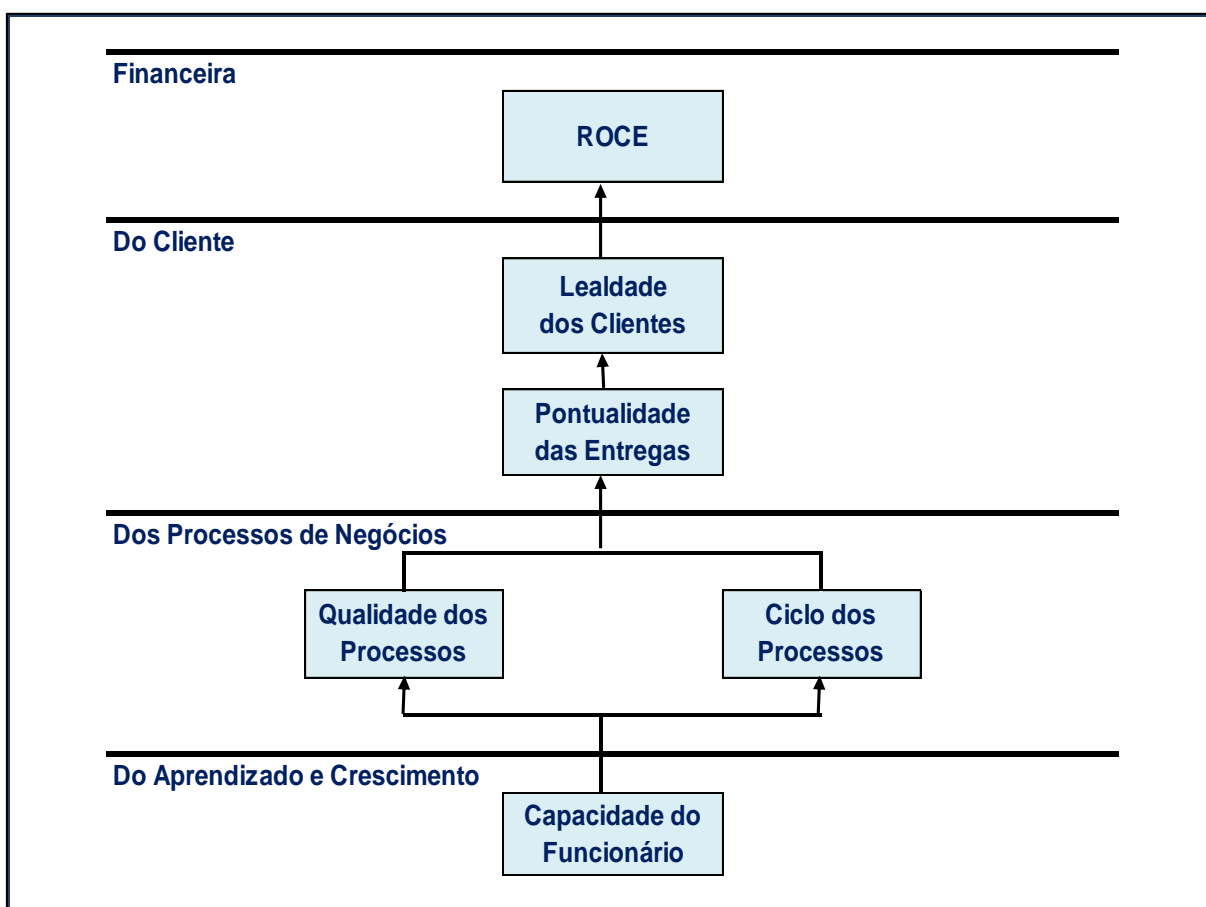 Financeira
ROCE
Do Cliente
Lealdade
dos Clientes
Pontualidade
das Entregas
Dos Processos de Negócios
Qualidade dos
Processos
Ciclo dos
Processos
Do Aprendizado e Crescimento
Capacidade do
Funcionário